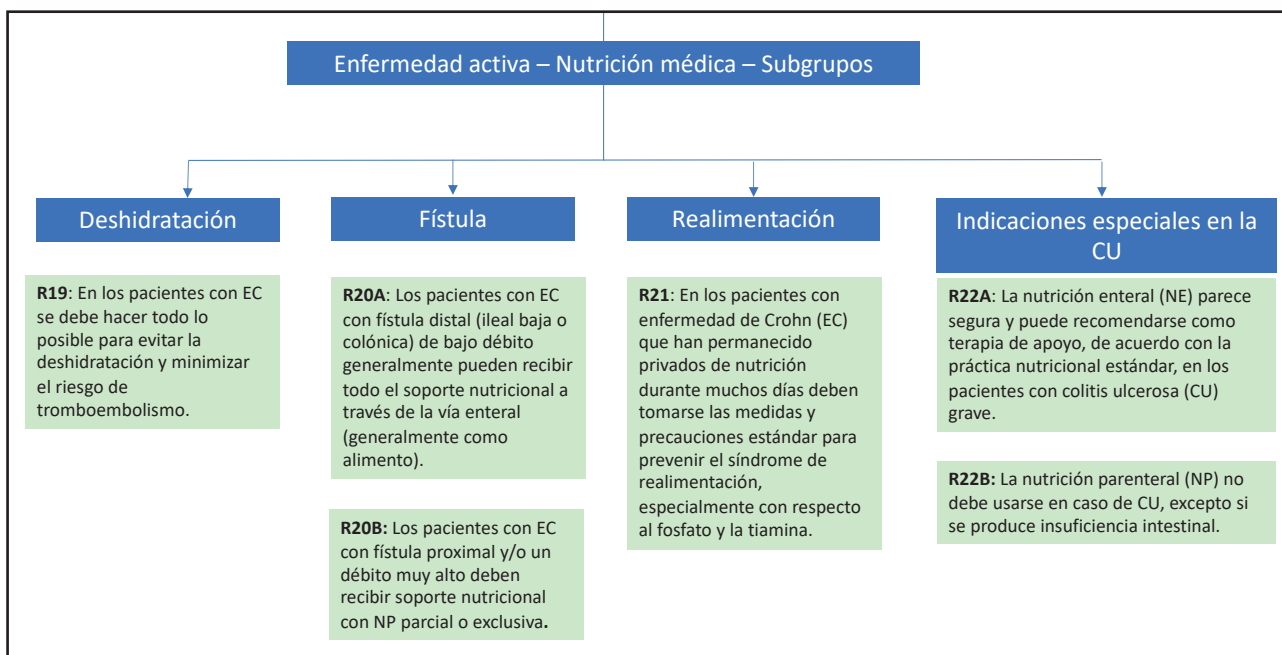 Enfermedad activa – Nutrición médica – Subgrupos
Deshidratación
R19: En los pacientes con EC
se debe hacer todo lo
posible para evitar la
deshidratación y minimizar
el riesgo de
tromboembolismo.
Fístula
R20A: Los pacientes con EC
con fístula distal (ileal baja o
colónica) de bajo débito
generalmente pueden recibir
todo el soporte nutricional a
través de la vía enteral
(generalmente como
alimento).
R20B: Los pacientes con EC
con fístula proximal y/o un
débito muy alto deben
recibir soporte nutricional
con NP parcial o exclusiva.
Realimentación
R21: En los pacientes con
enfermedad de Crohn (EC)
que han permanecido
privados de nutrición
durante muchos días deben
tomarse las medidas y
precauciones estándar para
prevenir el síndrome de
realimentación,
especialmente con respecto
al fosfato y la tiamina.
Indicaciones especiales en la
CU
R22A: La nutrición enteral (NE) parece
segura y puede recomendarse como
terapia de apoyo, de acuerdo con la
práctica nutricional estándar, en los
pacientes con colitis ulcerosa (CU)
grave.
R22B: La nutrición parenteral (NP) no
debe usarse en caso de CU, excepto si
se produce insuficiencia intestinal.